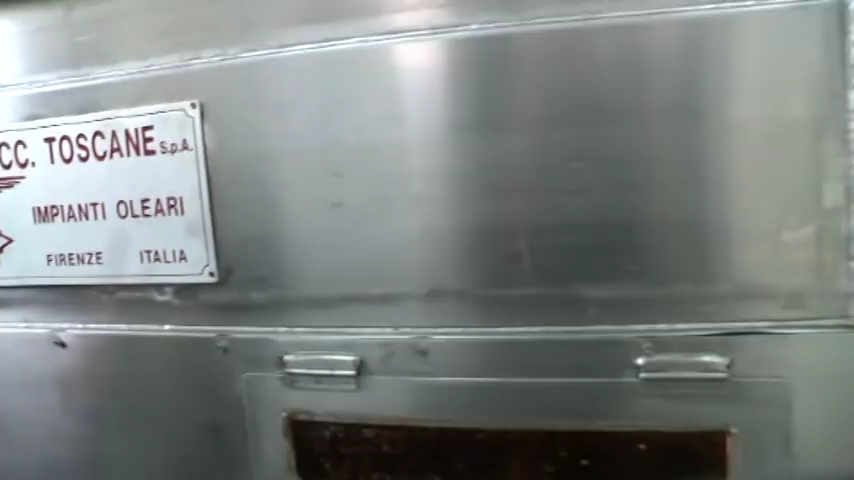 CC. TOSCANE S.p.A.
IMPIANTI OLEARI
FIRENZE ITALIA